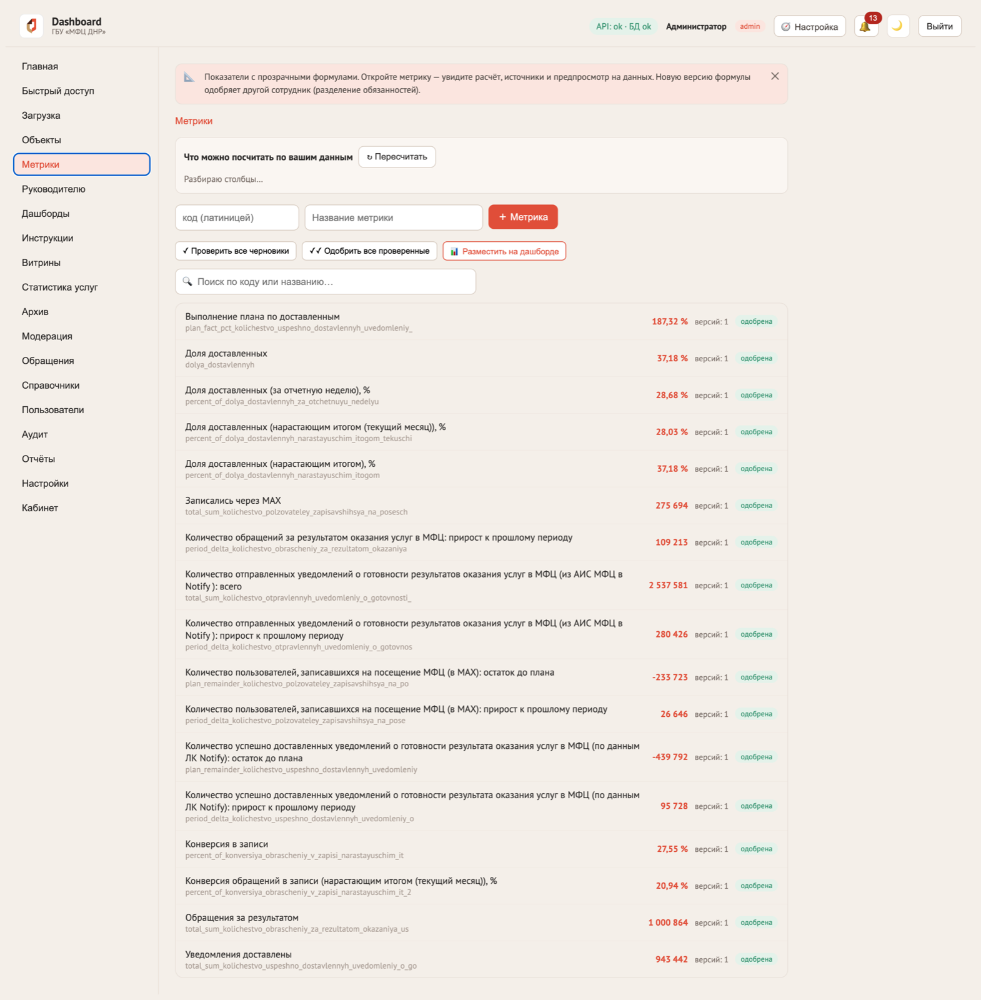 Dashboard
ГБУ «МФЦ ДНР»
API: ok · БД ok
Администратор
admin
Настройка
13
Выйти
Главная
Быстрый доступ
Загрузка
Объекты
Метрики
Руководителю
Дашборды
Инструкции
Витрины
Статистика услуг
Архив
Модерация
Обращения
Справочники
Пользователи
Аудит
Отчёты
Настройки
Кабинет
Показатели с прозрачными формулами. Откройте метрику — увидите расчёт, источники и предпросмотр на данных. Новую версию формулы
одобряет другой сотрудник (разделение обязанностей).
Метрики
Что можно посчитать по вашим данным
↻ Пересчитать
Разбираю столбцы…
код (латиницей)
Название метрики
+ Метрика
✓ Проверить все черновики
✓✓ Одобрить все проверенные
Разместить на дашборде
Поиск по коду или названию…
Выполнение плана по доставленным
plan_fact_pct_kolichestvo_uspeshno_dostavlennyh_uvedomleniy_
187,32 % версий: 1 одобрена
Доля доставленных
dolya_dostavlennyh
37,18 % версий: 1 одобрена
Доля доставленных (за отчетную неделю), %
percent_of_dolya_dostavlennyh_za_otchetnuyu_nedelyu
28,68 % версий: 1 одобрена
Доля доставленных (нарастающим итогом (текущий месяц)), %
percent_of_dolya_dostavlennyh_narastayuschim_itogom_tekuschi
28,03 % версий: 1 одобрена
Доля доставленных (нарастающим итогом), %
percent_of_dolya_dostavlennyh_narastayuschim_itogom
37,18 % версий: 1 одобрена
Записались через MAX
total_sum_kolichestvo_polzovateley_zapisavshihsya_na_posesch
275 694 версий: 1 одобрена
Количество обращений за результатом оказания услуг в МФЦ: прирост к прошлому периоду
period_delta_kolichestvo_obrascheniy_za_rezultatom_okazaniya
109 213 версий: 1 одобрена
Количество отправленных уведомлений о готовности результатов оказания услуг в МФЦ (из АИС МФЦ в
Notify ): всего
total_sum_kolichestvo_otpravlennyh_uvedomleniy_o_gotovnosti_
2 537 581 версий: 1 одобрена
Количество отправленных уведомлений о готовности результатов оказания услуг в МФЦ (из АИС МФЦ в
Notify ): прирост к прошлому периоду
period_delta_kolichestvo_otpravlennyh_uvedomleniy_o_gotovnos
280 426 версий: 1 одобрена
Количество пользователей, записавшихся на посещение МФЦ (в MAX): остаток до плана
plan_remainder_kolichestvo_polzovateley_zapisavshihsya_na_po
-233 723 версий: 1 одобрена
Количество пользователей, записавшихся на посещение МФЦ (в MAX): прирост к прошлому периоду
period_delta_kolichestvo_polzovateley_zapisavshihsya_na_pose
26 646 версий: 1 одобрена
Количество успешно доставленных уведомлений о готовности результата оказания услуг в МФЦ (по данным
ЛК Notify): остаток до плана
plan_remainder_kolichestvo_uspeshno_dostavlennyh_uvedomleniy
-439 792 версий: 1 одобрена
Количество успешно доставленных уведомлений о готовности результата оказания услуг в МФЦ (по данным
ЛК Notify): прирост к прошлому периоду
period_delta_kolichestvo_uspeshno_dostavlennyh_uvedomleniy_o
95 728 версий: 1 одобрена
Конверсия в записи
percent_of_konversiya_obrascheniy_v_zapisi_narastayuschim_it
27,55 % версий: 1 одобрена
Конверсия обращений в записи (нарастающим итогом (текущий месяц)), %
percent_of_konversiya_obrascheniy_v_zapisi_narastayuschim_it_2
20,94 % версий: 1 одобрена
Обращения за результатом
total_sum_kolichestvo_obrascheniy_za_rezultatom_okazaniya_us
1 000 864 версий: 1 одобрена
Уведомления доставлены
total_sum_kolichestvo_uspeshno_dostavlennyh_uvedomleniy_o_go
943 442 версий: 1 одобрена